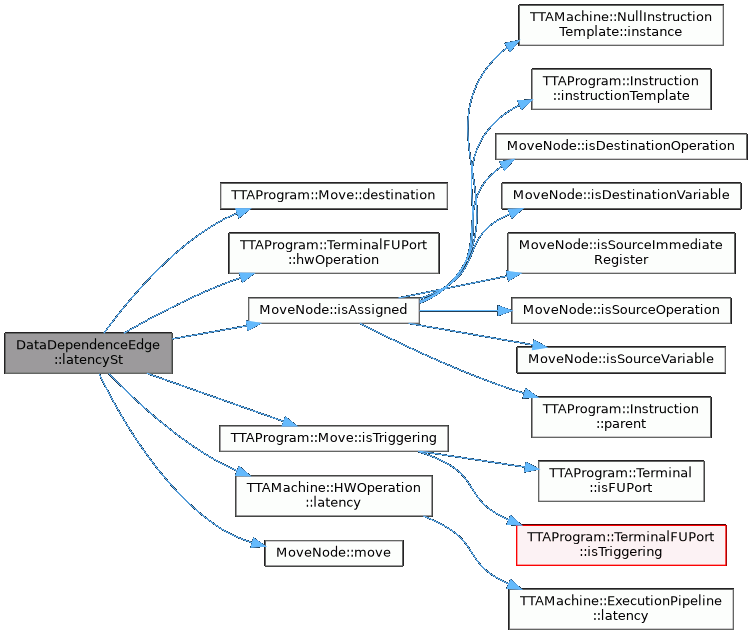 TTAMachine::NullInstruction
Template::instance
TTAProgram::Instruction
::instructionTemplate
MoveNode::isDestinationOperation
MoveNode::isDestinationVariable
TTAProgram::Move::destination
TTAProgram::TerminalFUPort
::hwOperation
MoveNode::isSourceImmediate
Register
MoveNode::isAssigned
MoveNode::isSourceOperation
DataDependenceEdge
::latencySt
MoveNode::isSourceVariable
TTAProgram::Instruction
::parent
TTAProgram::Move::isTriggering
TTAProgram::Terminal
::isFUPort
TTAMachine::HWOperation
::latency
TTAProgram::TerminalFUPort
::isTriggering
MoveNode::move
TTAMachine::ExecutionPipeline
::latency